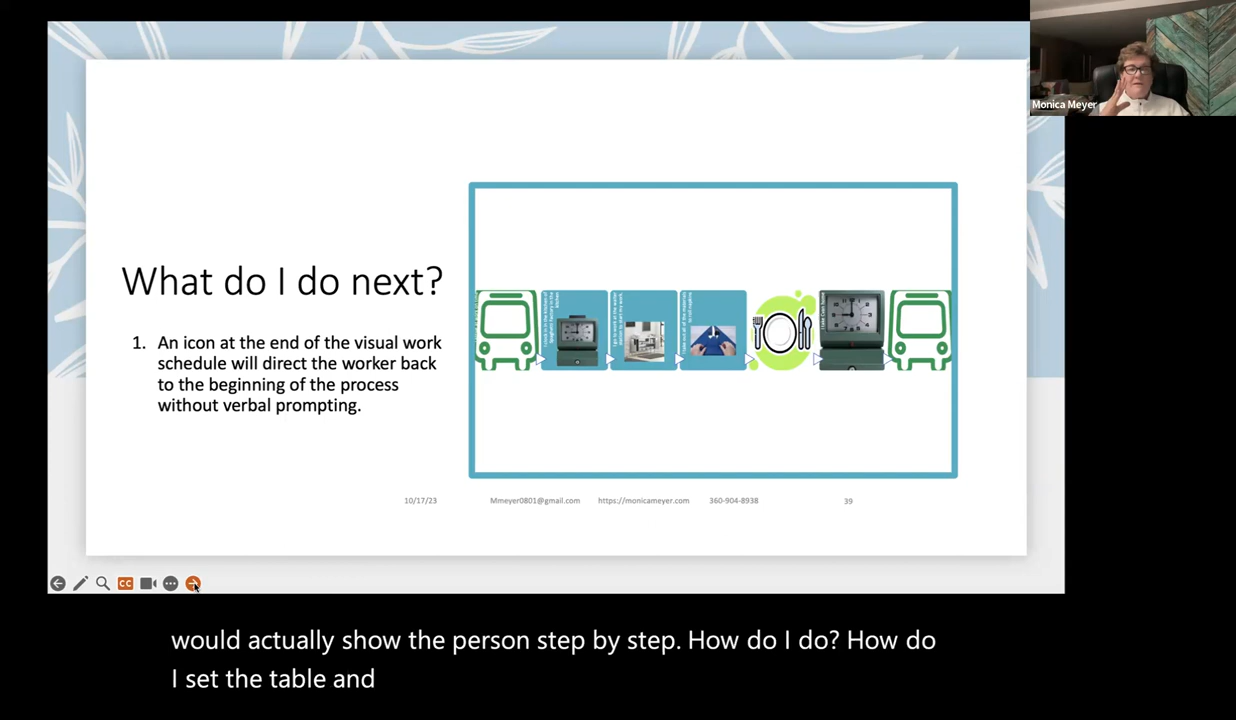 Monica Meyer
What do I do next?
1. An icon at the end of the visual work
schedule will direct the worker back
to the beginning of the process
without verbal prompting.
10/17/23 Mmeyer0801@gmail.com https://monicameyer.com 360-904-8938 39
CC
would actually show the person step by step. How do I do? How do
I set the table and